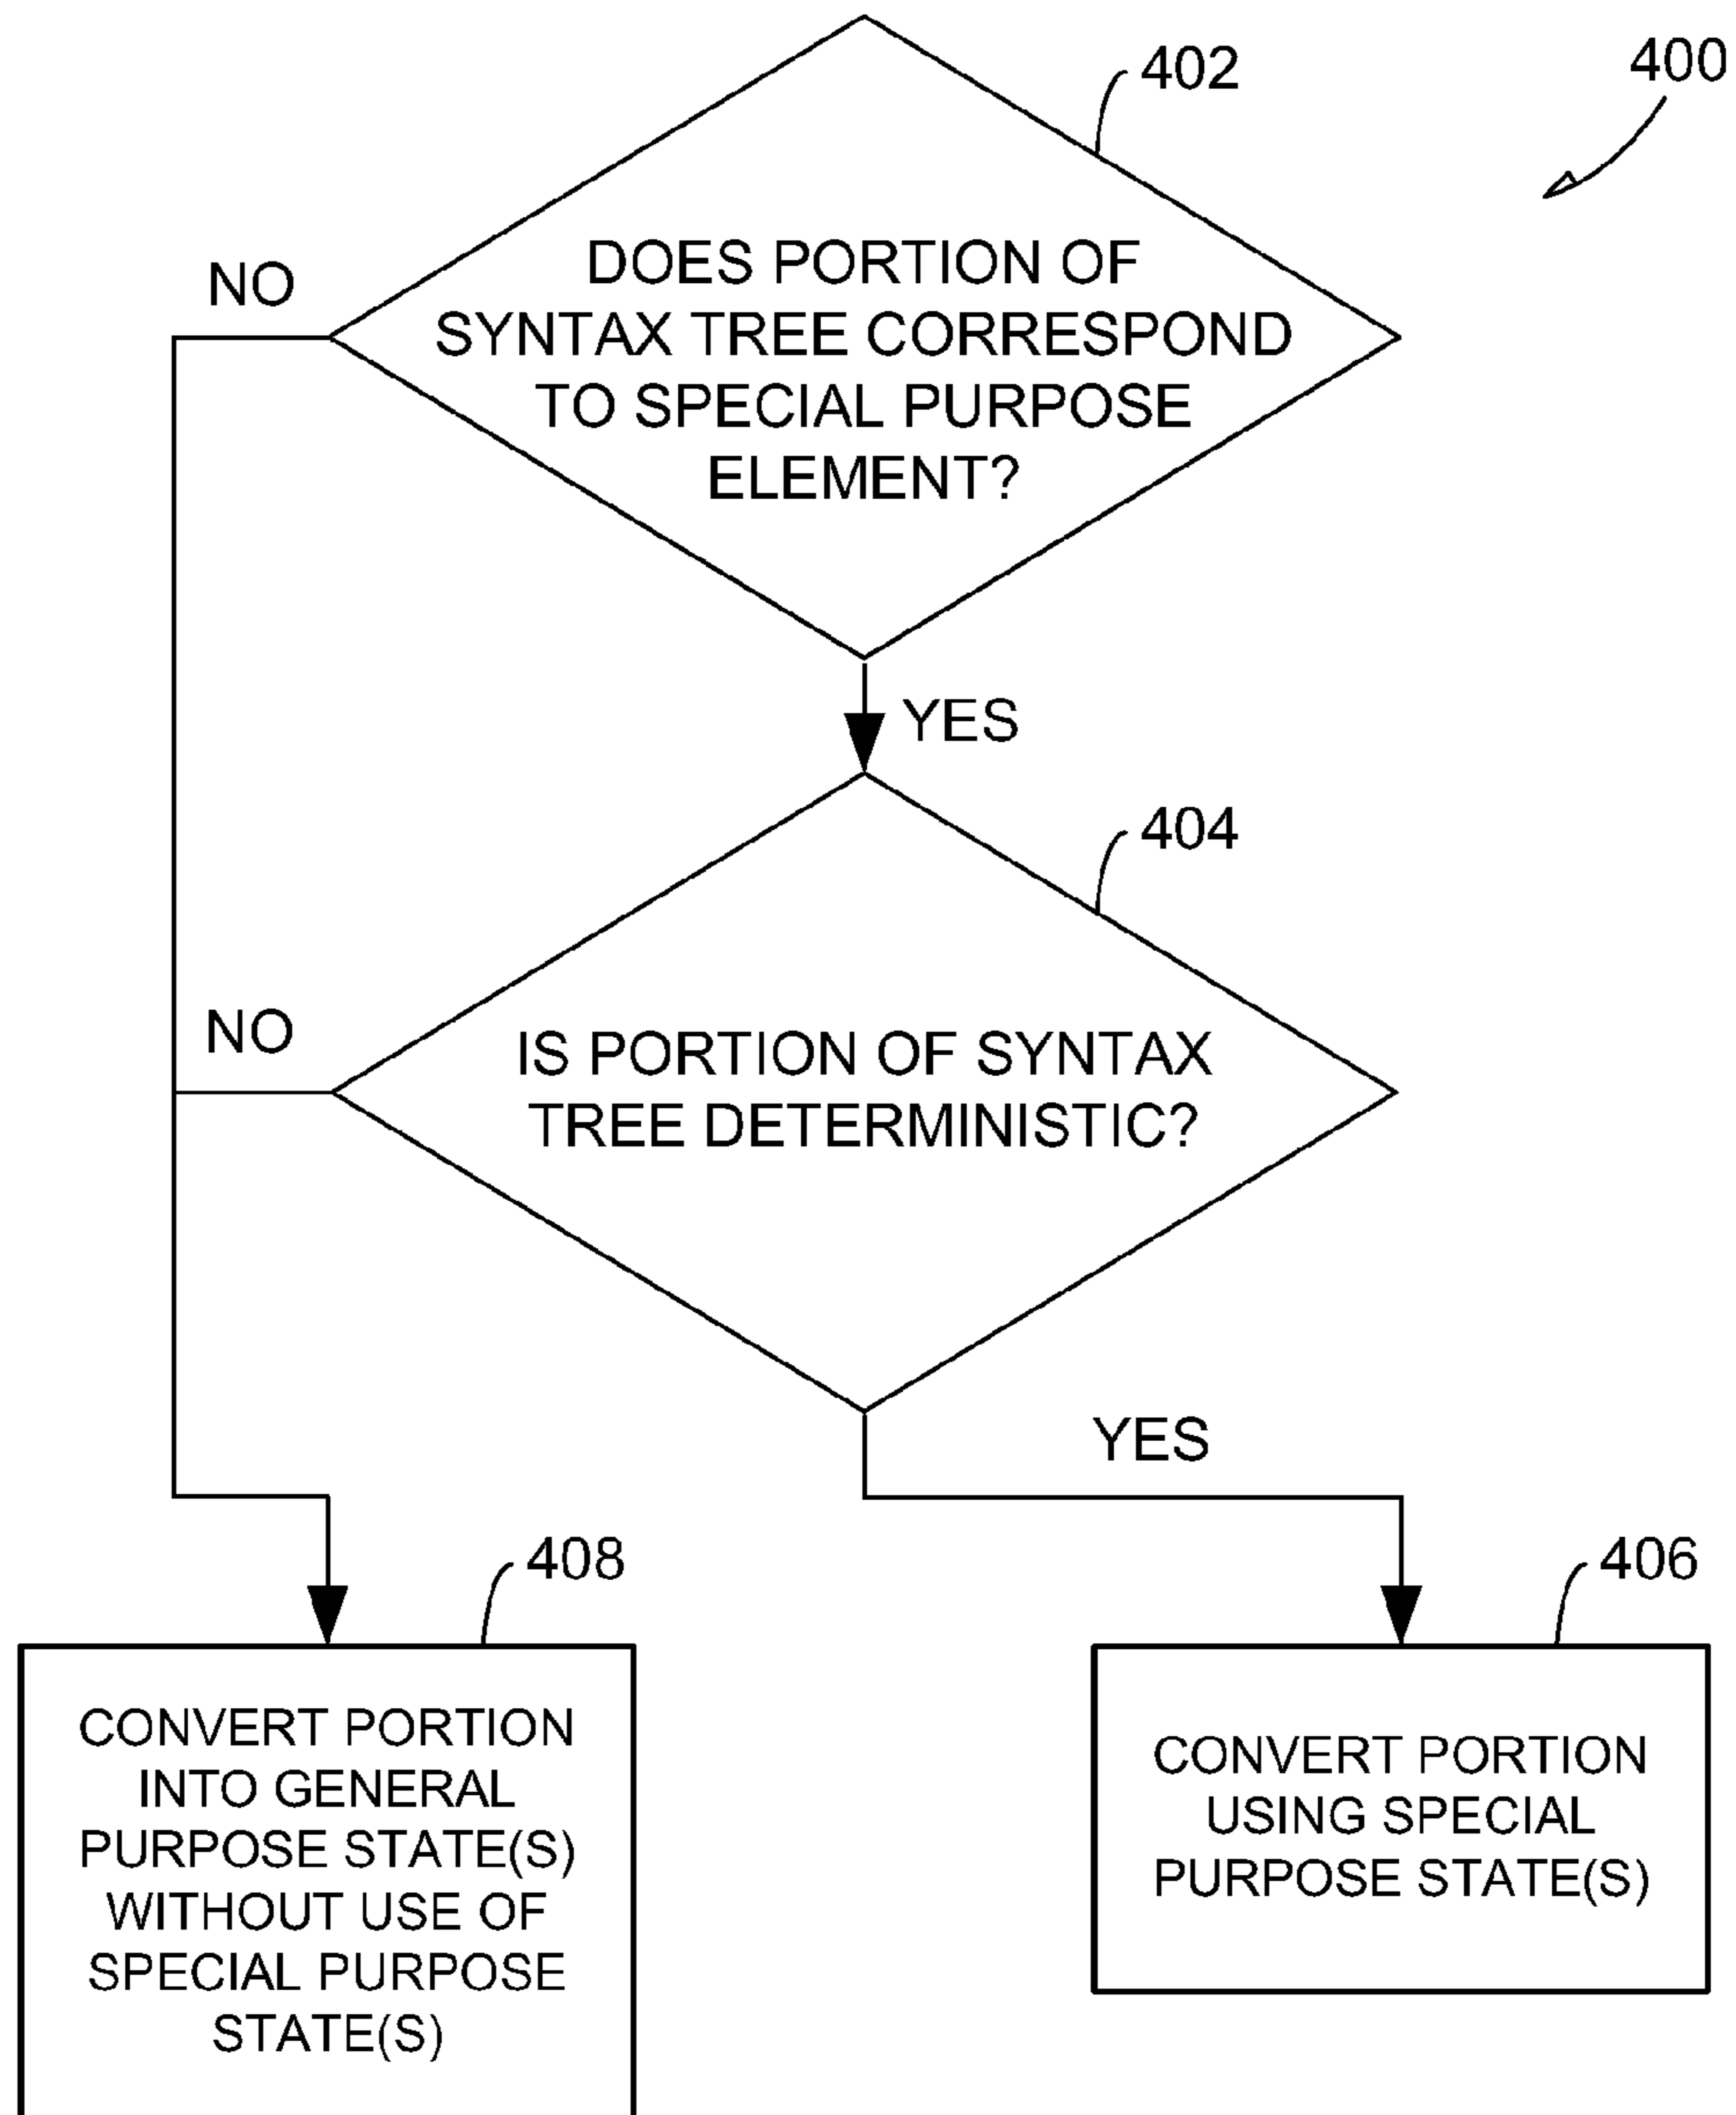 402
400
DOES PORTION OF
SYNTAX TREE CORRESPOND
TO SPECIAL PURPOSE
ELEMENT?
NO
YES
404
IS PORTION OF SYNTAX
TREE DETERMINISTIC?
NO
YES
408
CONVERT PORTION
INTO GENERAL
PURPOSE STATE(S)
WITHOUT USE OF
SPECIAL PURPOSE
STATE(S)
406
CONVERT PORTION
USING SPECIAL
PURPOSE STATE(S)